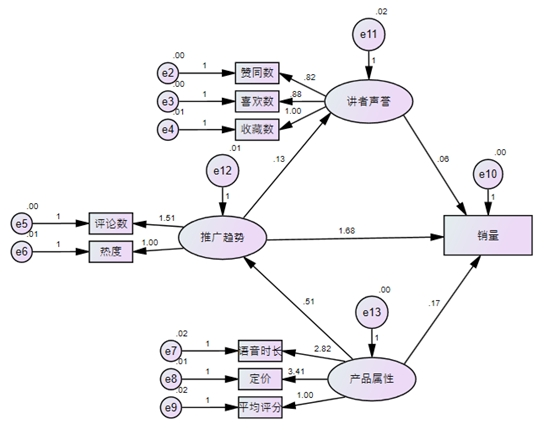 .02
e11
1
.00
e2
1
赞同数
.82
.00
e3
1
喜欢数
.88
讲者声誉
.01
e4
1
收藏数
1.00
.01
e12
1
.13
.06
.00
e10
1
.00
e5
1
评论数
1.51
.01
e6
1
热度
1.00
推广趋势
1.68
销量
.51
.00
e13
1
.17
.02
e7
1
语音时长
2.82
.01
e8
1
定价
3.41
产品属性
.02
e9
1
平均评分
1.00